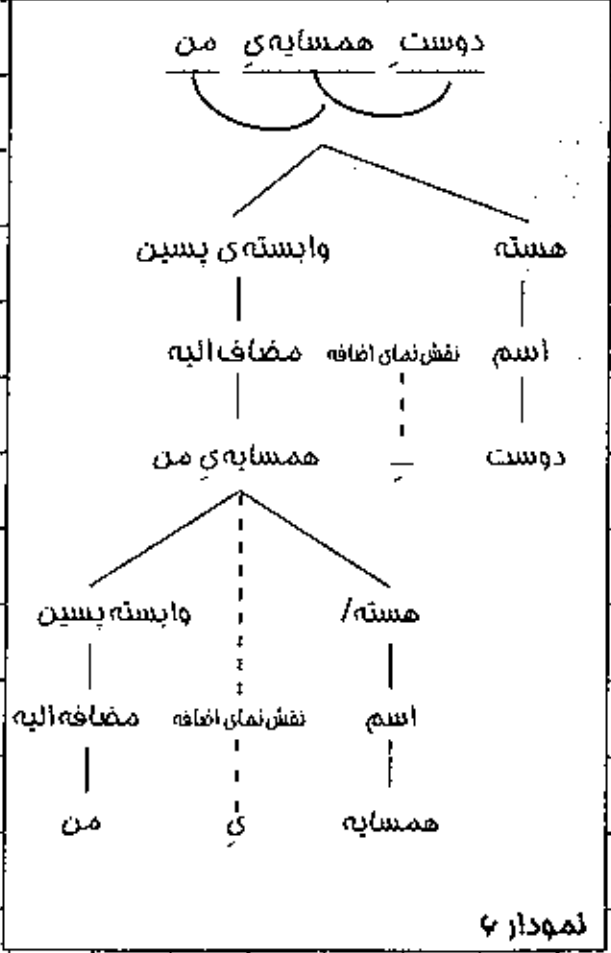 دوستِ همسایه‌یِ من
هسته وابسته‌ی پسین
اسم نقش‌نمای اضافه مضاف‌الیه
دوست ـِ همسایه‌یِ من
هسته/ وابسته پسین
اسم نقش‌نمای اضافه مضافه‌الیه
همسایه یِ من
نمودار ۶